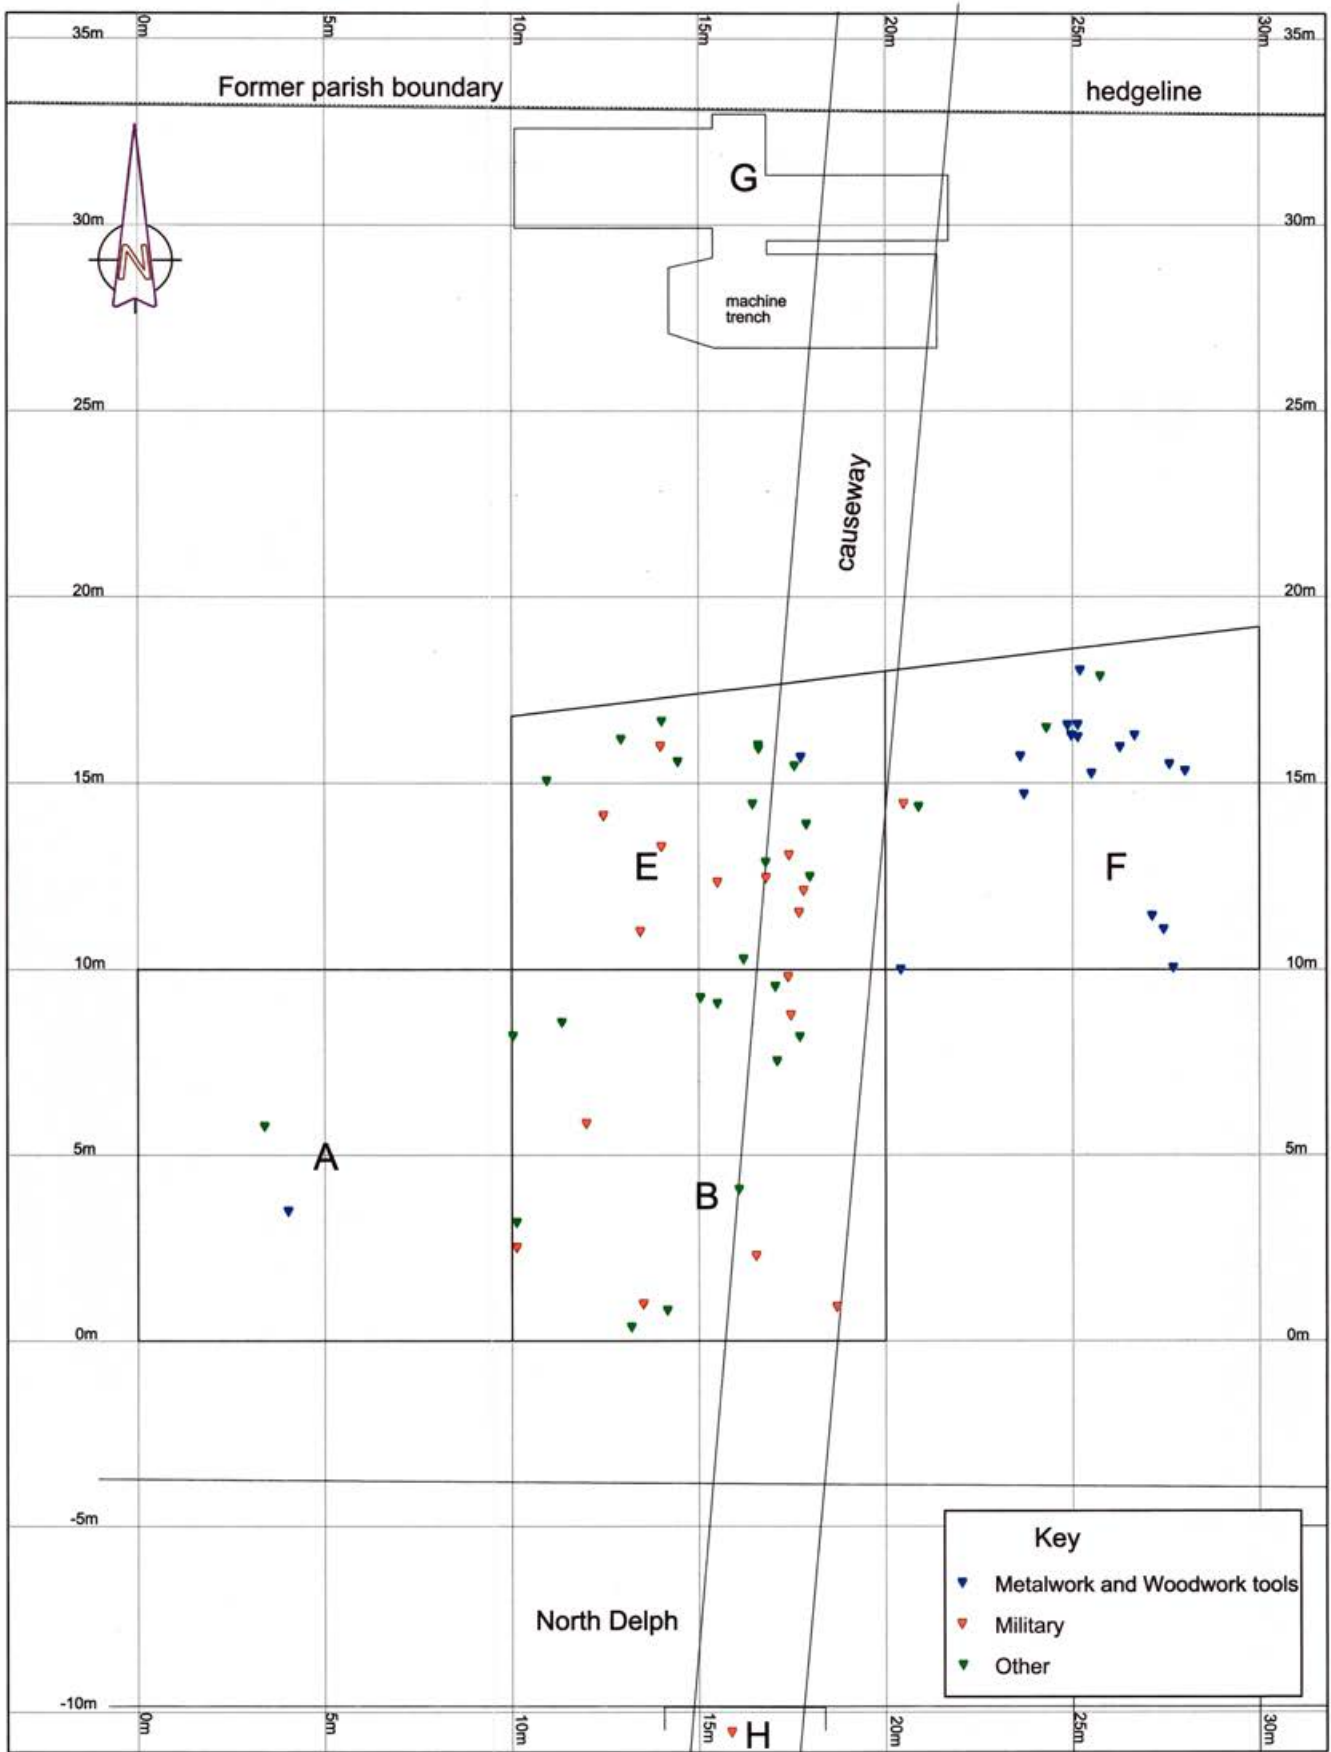 0m 5m 10m 15m 20m 25m 30m
35m 35m
Former parish boundary hedgeline
G
30m 30m
N
machine
trench
25m 25m
causeway
20m 20m
15m 15m
E F
10m 10m
A
5m 5m
B
0m 0m
-5m
Key
Metalwork and Woodwork tools
Military
Other
North Delph
-10m
0m 5m 10m 15m 20m 25m 30m
H